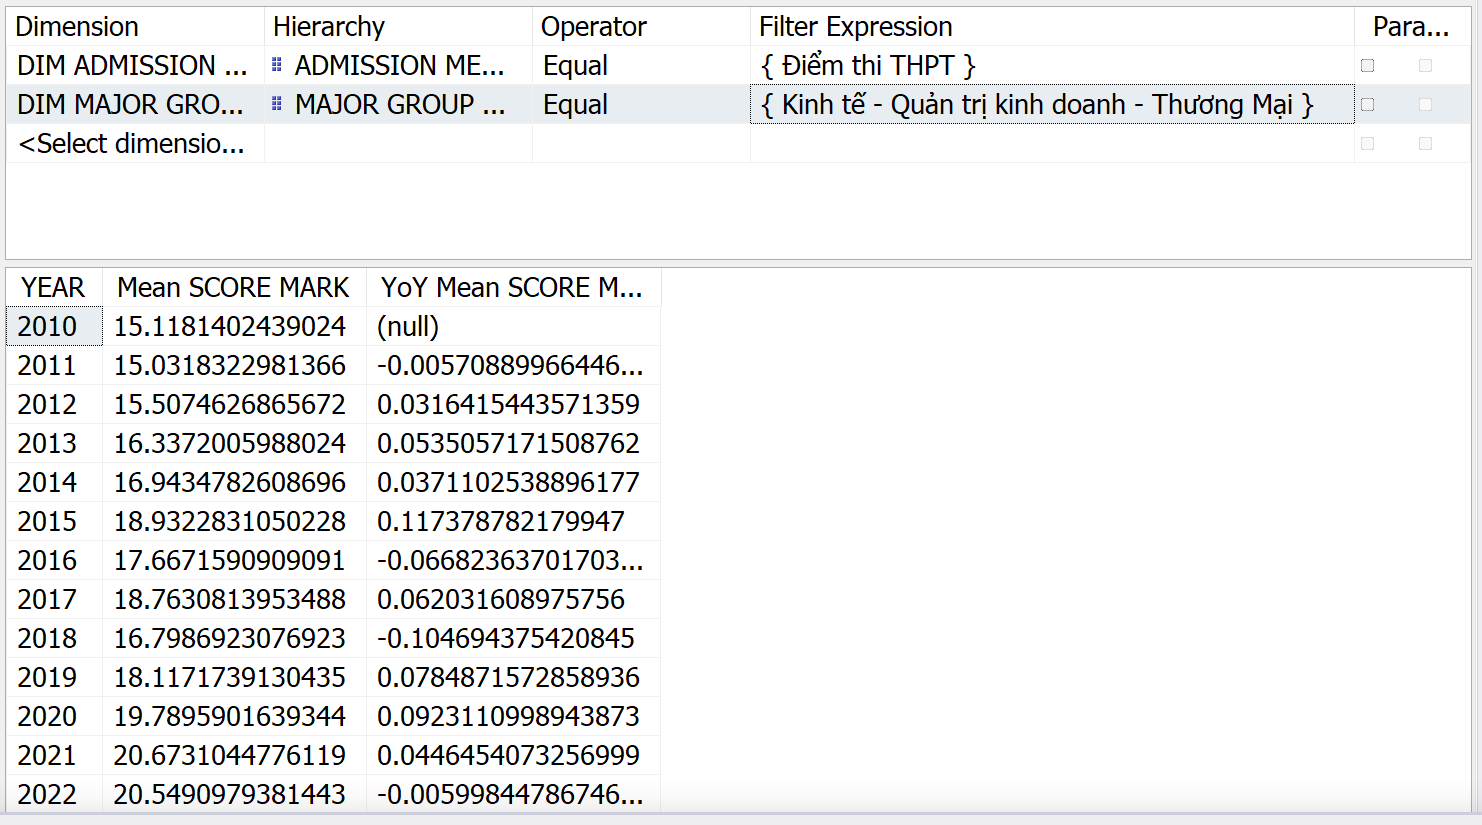 Dimension Hierarchy Operator Filter Expression Para...
DIM ADMISSION ... ADMISSION ME... Equal { Điểm thi THPT }
DIM MAJOR GRO... MAJOR GROUP ... Equal { Kinh tế - Quản trị kinh doanh - Thương Mại }
<Select dimensio...
YEAR Mean SCORE MARK YoY Mean SCORE M...
2010 15.1181402439024 (null)
2011 15.0318322981366 -0.00570889966446...
2012 15.5074626865672 0.0316415443571359
2013 16.3372005988024 0.0535057171508762
2014 16.9434782608696 0.0371102538896177
2015 18.9322831050228 0.117378782179947
2016 17.6671590909091 -0.06682363701703...
2017 18.7630813953488 0.062031608975756
2018 16.7986923076923 -0.104694375420845
2019 18.1171739130435 0.0784871572858936
2020 19.7895901639344 0.0923110998943873
2021 20.6731044776119 0.0446454073256999
2022 20.5490979381443 -0.00599844786746...